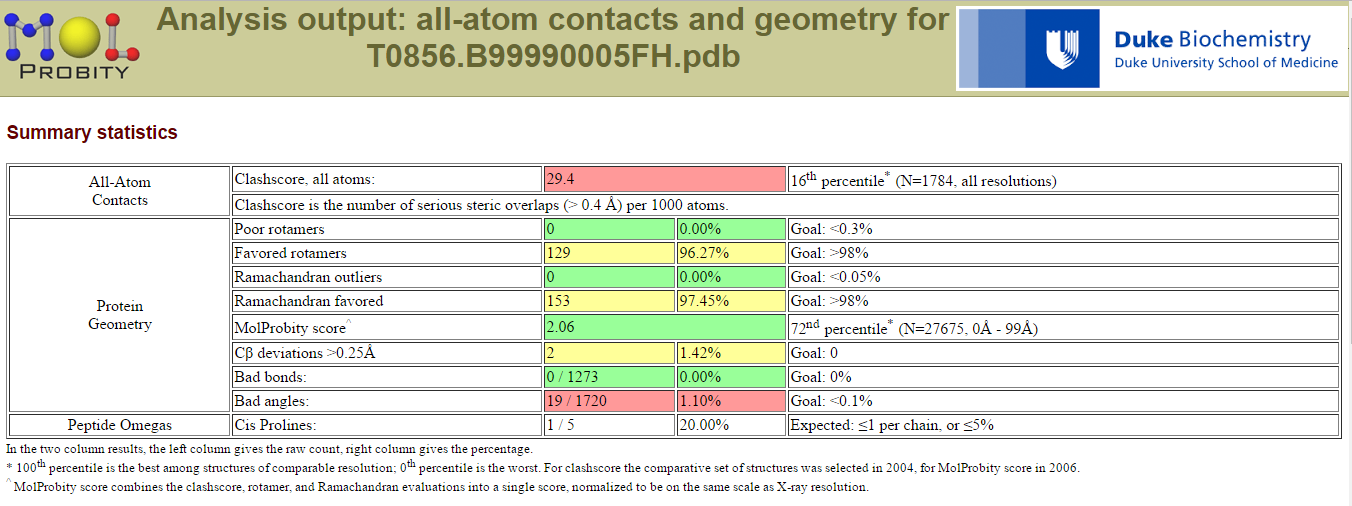 MOL
PROBITY
Analysis output: all-atom contacts and geometry for
T0856.B99990005FH.pdb
Duke Biochemistry
Duke University School of Medicine
Summary statistics
All-Atom
Contacts
Clashscore, all atoms: 29.4 16th percentile* (N=1784, all resolutions)
Clashscore is the number of serious steric overlaps (> 0.4 Å) per 1000 atoms.
Protein
Geometry
Poor rotamers 0 0.00% Goal: <0.3%
Favored rotamers 129 96.27% Goal: >98%
Ramachandran outliers 0 0.00% Goal: <0.05%
Ramachandran favored 153 97.45% Goal: >98%
MolProbity score^ 2.06 72nd percentile* (N=27675, 0Å - 99Å)
Cβ deviations >0.25Å 2 1.42% Goal: 0
Bad bonds: 0 / 1273 0.00% Goal: 0%
Bad angles: 19 / 1720 1.10% Goal: <0.1%
Peptide Omegas Cis Prolines: 1 / 5 20.00% Expected: ≤1 per chain, or ≤5%
In the two column results, the left column gives the raw count, right column gives the percentage.
* 100th percentile is the best among structures of comparable resolution; 0th percentile is the worst. For clashscore the comparative set of structures was selected in 2004, for MolProbity score in 2006.
^ MolProbity score combines the clashscore, rotamer, and Ramachandran evaluations into a single score, normalized to be on the same scale as X-ray resolution.